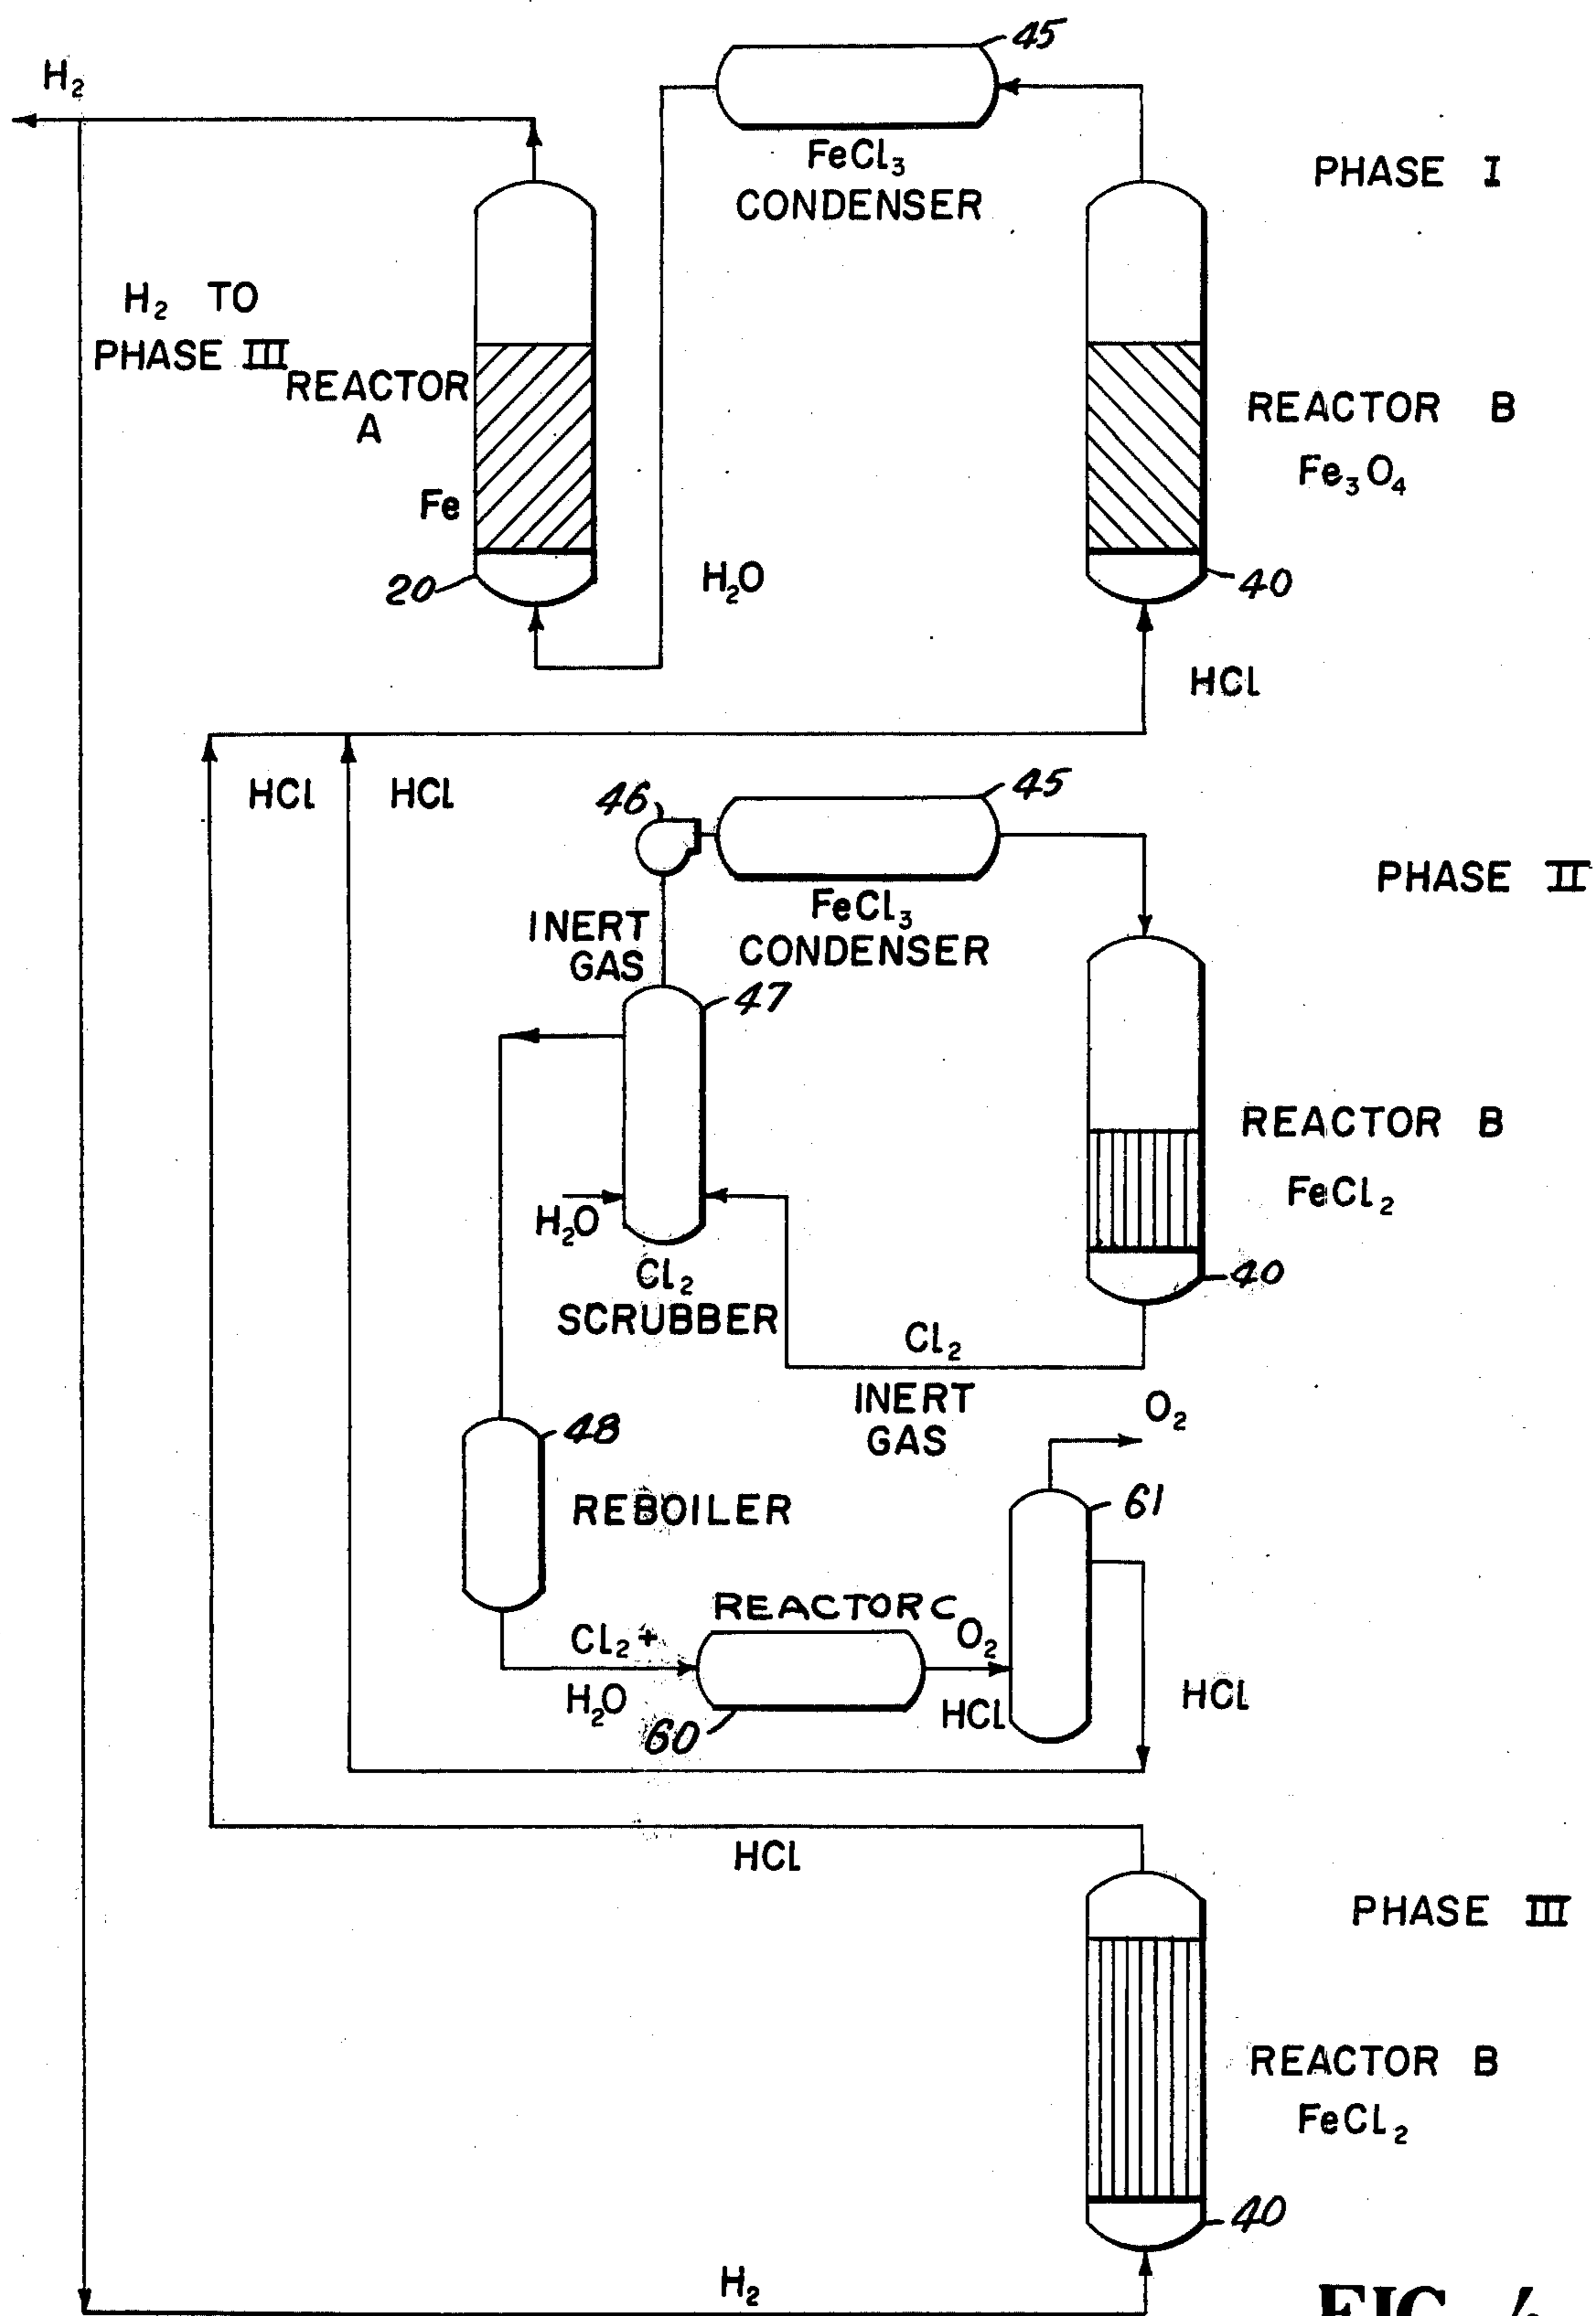 45
H2
FeCl3
CONDENSER
PHASE I
H2 TO
PHASE III
REACTOR
A
REACTOR B
Fe3O4
Fe
20
H2O
40
HCl
HCl
HCl
46
45
PHASE II
FeCl3
CONDENSER
INERT
GAS
47
REACTOR B
FeCl2
H2O
40
Cl2
SCRUBBER
Cl2
INERT
GAS
O2
48
61
REBOILER
REACTOR C
O2
Cl2+
H2O
HCl
HCl
60
HCl
PHASE III
REACTOR B
FeCl2
40
H2
FIG. 4